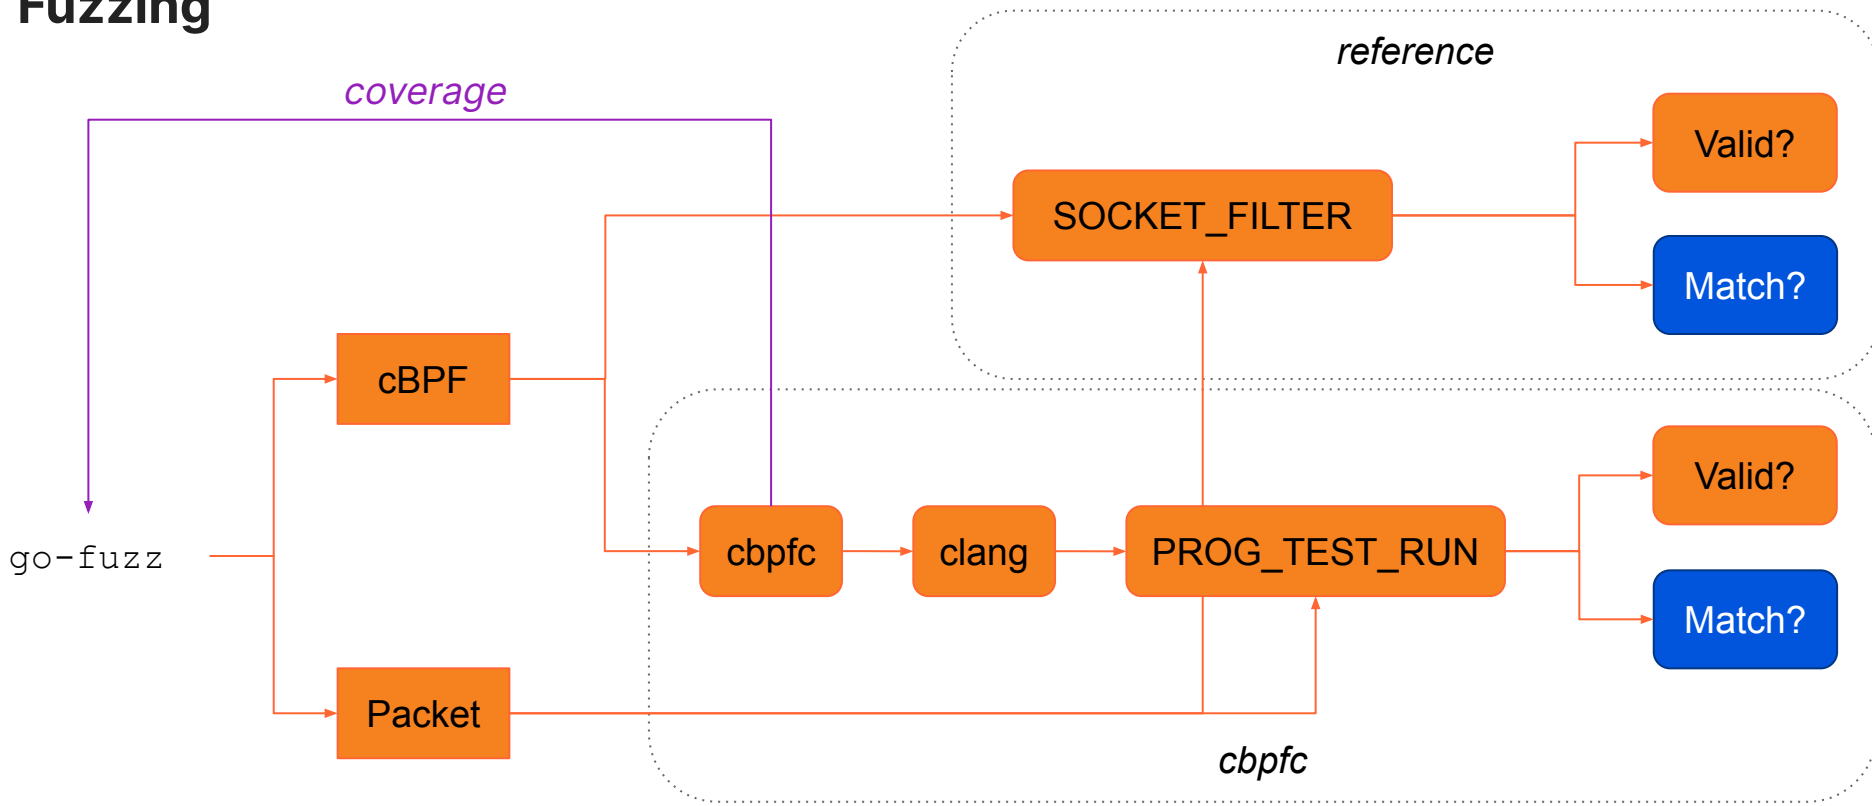 Fuzzing
reference
coverage
Valid?
SOCKET_FILTER
Match?
cBPF
Valid?
go-fuzz
cbpfc
clang
PROG_TEST_RUN
Match?
Packet
cbpfc